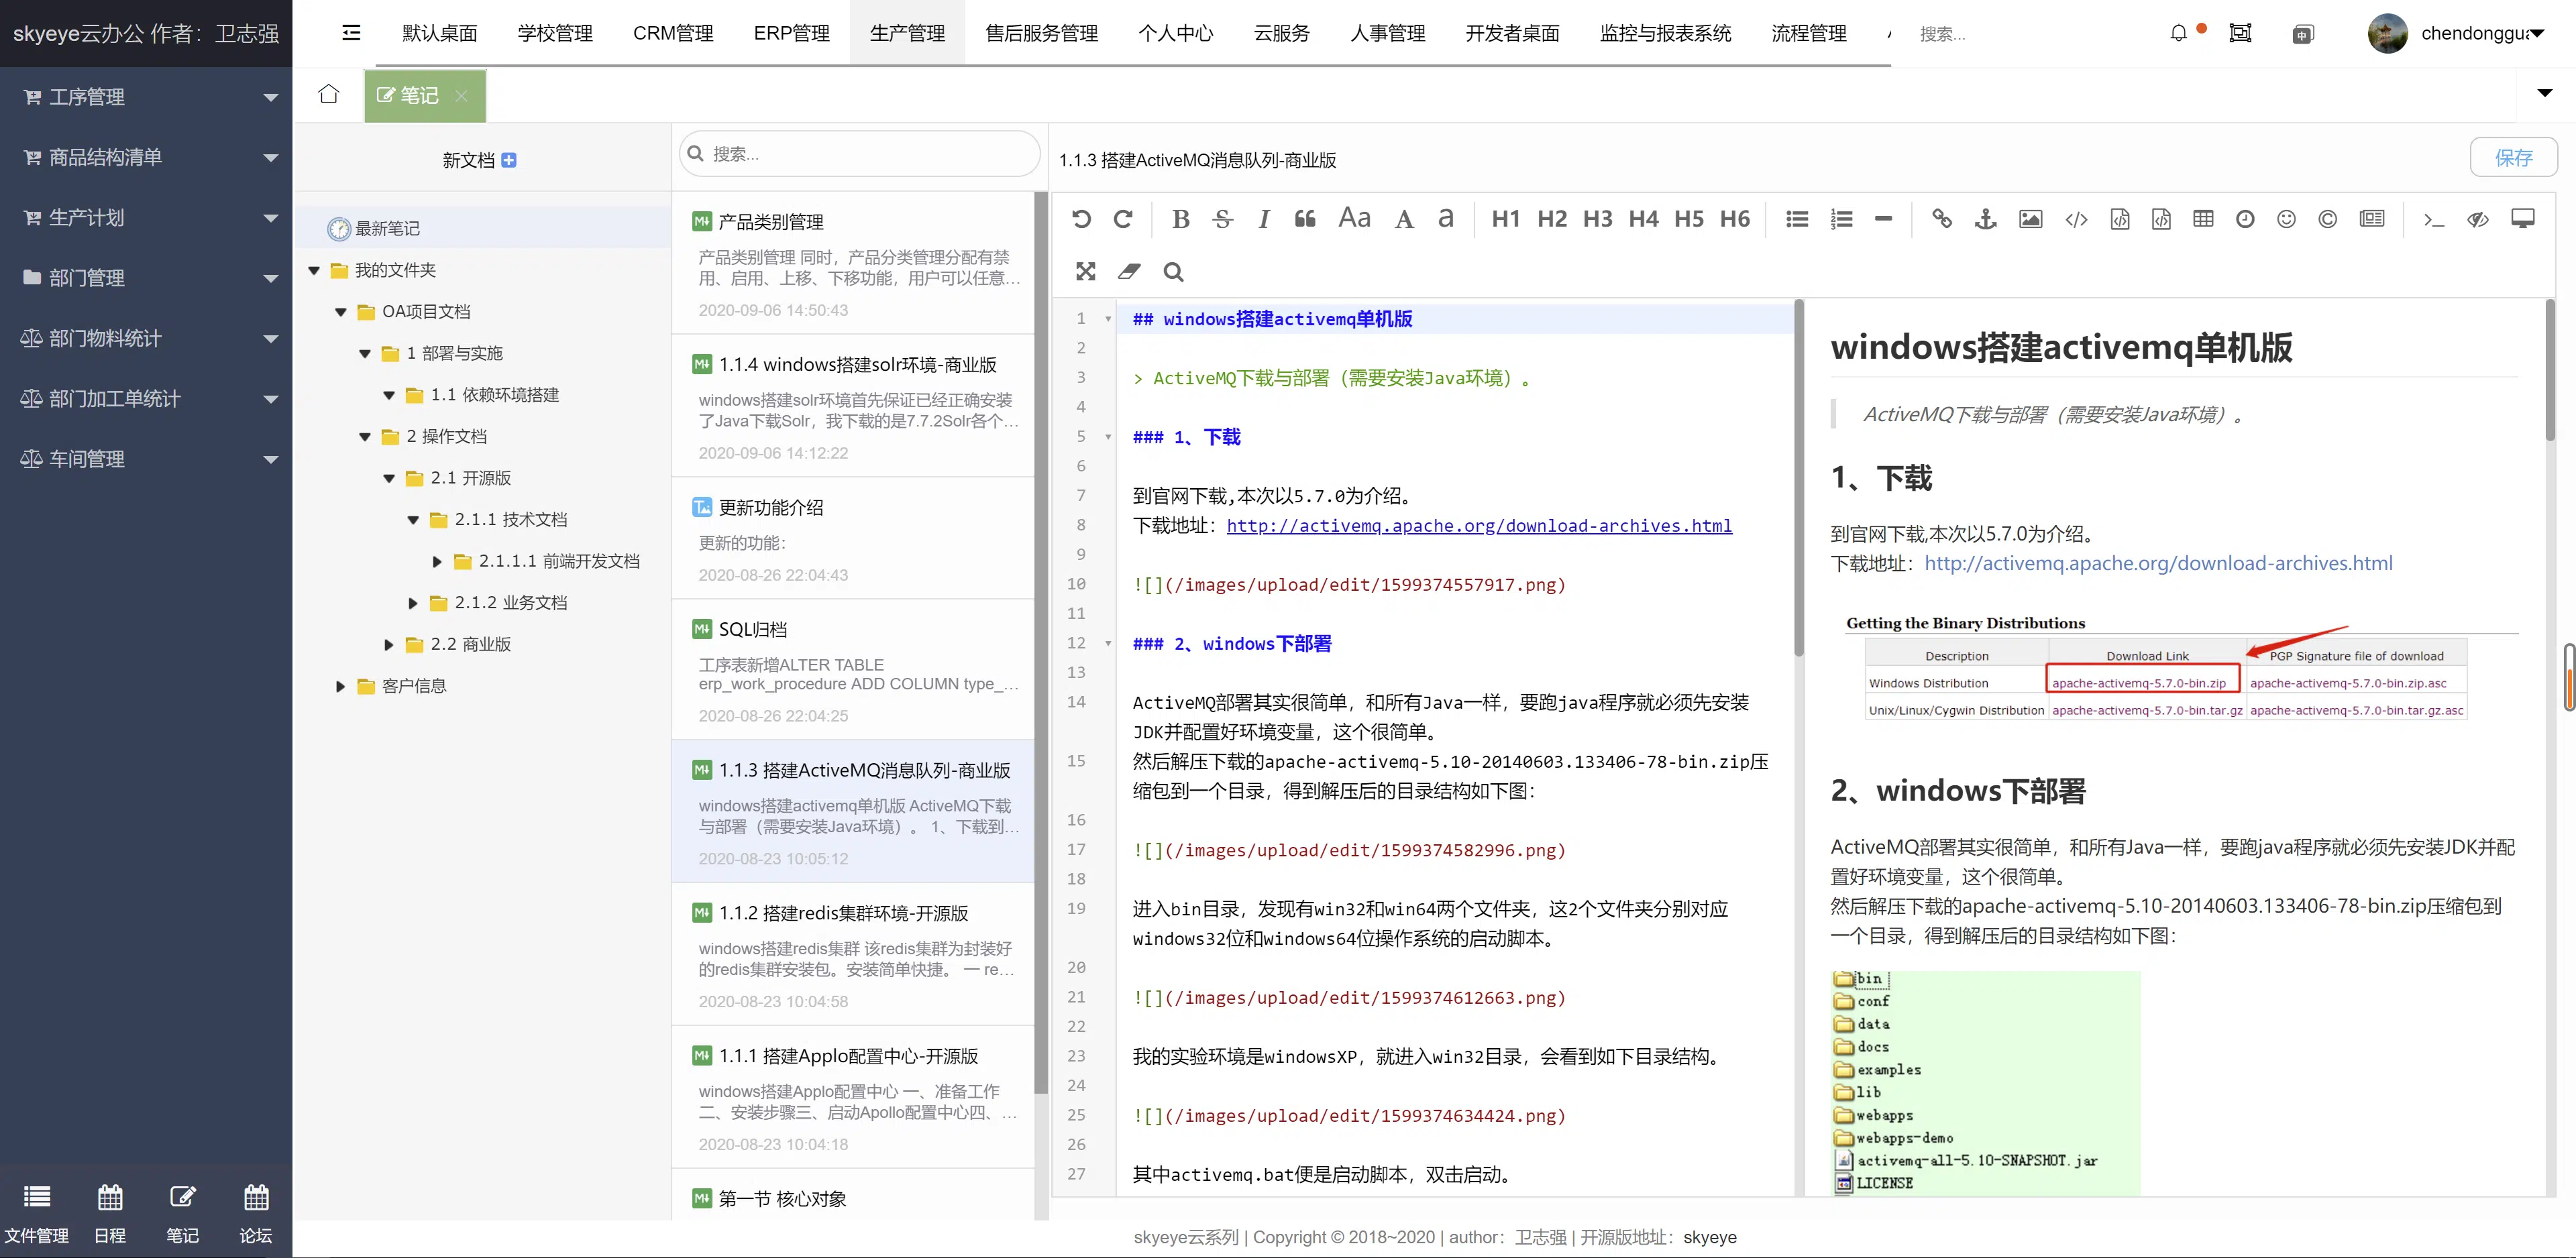 skyeye云办公 作者：卫志强
默认桌面 学校管理 CRM管理 ERP管理 生产管理 售后服务管理 个人中心 云服务 人事管理 开发者桌面 监控与报表系统 流程管理
搜索...
chendonggua
工序管理
商品结构清单
生产计划
部门管理
部门物料统计
部门加工单统计
车间管理
文件管理 日程 笔记 论坛
笔记
新文档
最新笔记
我的文件夹
OA项目文档
1 部署与实施
1.1 依赖环境搭建
2 操作文档
2.1 开源版
2.1.1 技术文档
2.1.1.1 前端开发文档
2.1.2 业务文档
2.2 商业版
客户信息
搜索...
产品类别管理
产品类别管理 同时，产品分类管理分配有禁
用、启用、上移、下移功能，用户可以任意...
2020-09-06 14:50:43
1.1.4 windows搭建solr环境-商业版
windows搭建solr环境首先保证已经正确安装
了Java下载Solr，我下载的是7.7.2Solr各个...
2020-09-06 14:12:22
更新功能介绍
更新的功能：
2020-08-26 22:04:43
SQL归档
工序表新增ALTER TABLE
erp_work_procedure ADD COLUMN type_...
2020-08-26 22:04:25
1.1.3 搭建ActiveMQ消息队列-商业版
windows搭建activemq单机版 ActiveMQ下载
与部署（需要安装Java环境）。 1、下载到...
2020-08-23 10:05:12
1.1.2 搭建redis集群环境-开源版
windows搭建redis集群 该redis集群为封装好
的redis集群安装包。安装简单快捷。 一 re...
2020-08-23 10:04:58
1.1.1 搭建Applo配置中心-开源版
windows搭建Applo配置中心 一、准备工作
二、安装步骤三、启动Apollo配置中心四、...
2020-08-23 10:04:18
第一节 核心对象
1.1.3 搭建ActiveMQ消息队列-商业版
保存
B S I Aa A a H1 H2 H3 H4 H5 H6
1 ## windows搭建activemq单机版
2
3 > ActiveMQ下载与部署（需要安装Java环境）。
4
5 ### 1、下载
6
7 到官网下载,本次以5.7.0为介绍。
8 下载地址：http://activemq.apache.org/download-archives.html
9
10 ![](/images/upload/edit/1599374557917.png)
11
12 ### 2、windows下部署
13
14 ActiveMQ部署其实很简单，和所有Java一样，要跑java程序就必须先安装
JDK并配置好环境变量，这个很简单。
15 然后解压下载的apache-activemq-5.10-20140603.133406-78-bin.zip压
缩包到一个目录，得到解压后的目录结构如下图：
16
17 ![](/images/upload/edit/1599374582996.png)
18
19 进入bin目录，发现有win32和win64两个文件夹，这2个文件夹分别对应
windows32位和windows64位操作系统的启动脚本。
20
21 ![](/images/upload/edit/1599374612663.png)
22
23 我的实验环境是windowsXP，就进入win32目录，会看到如下目录结构。
24
25 ![](/images/upload/edit/1599374634424.png)
26
27 其中activemq.bat便是启动脚本，双击启动。
windows搭建activemq单机版
ActiveMQ下载与部署（需要安装Java环境）。
1、下载
到官网下载,本次以5.7.0为介绍。
下载地址：http://activemq.apache.org/download-archives.html
Getting the Binary Distributions
Description Download Link PGP Signature file of download
Windows Distribution apache-activemq-5.7.0-bin.zip apache-activemq-5.7.0-bin.zip.asc
Unix/Linux/Cygwin Distribution apache-activemq-5.7.0-bin.tar.gz apache-activemq-5.7.0-bin.tar.gz.asc
2、windows下部署
ActiveMQ部署其实很简单，和所有Java一样，要跑java程序就必须先安装JDK并配
置好环境变量，这个很简单。
然后解压下载的apache-activemq-5.10-20140603.133406-78-bin.zip压缩包到
一个目录，得到解压后的目录结构如下图：
bin
conf
data
docs
examples
lib
webapps
webapps-demo
activemq-all-5.10-SNAPSHOT.jar
LICENSE
skyeye云系列 | Copyright © 2018~2020 | author：卫志强 | 开源版地址：skyeye